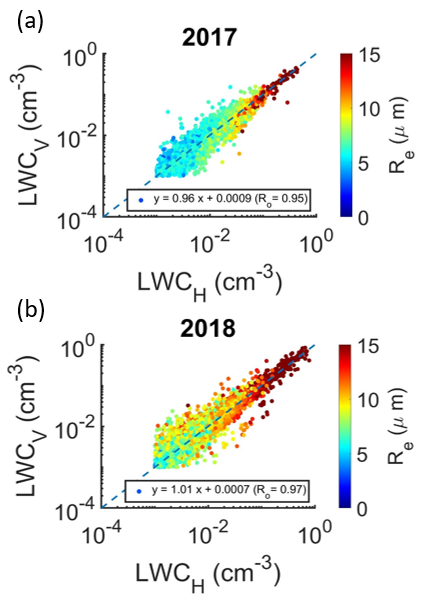 (a)
2017
LWC_V (cm^-3)
10^0
10^-2
10^-4
y = 0.96 x + 0.0009 (R_o= 0.95)
10^-4
10^-2
10^0
LWC_H (cm^-3)
15
10
5
0
R_e (μ m)
(b)
2018
LWC_V (cm^-3)
10^0
10^-2
10^-4
y = 1.01 x + 0.0007 (R_o= 0.97)
10^-4
10^-2
10^0
LWC_H (cm^-3)
15
10
5
0
R_e (μ m)